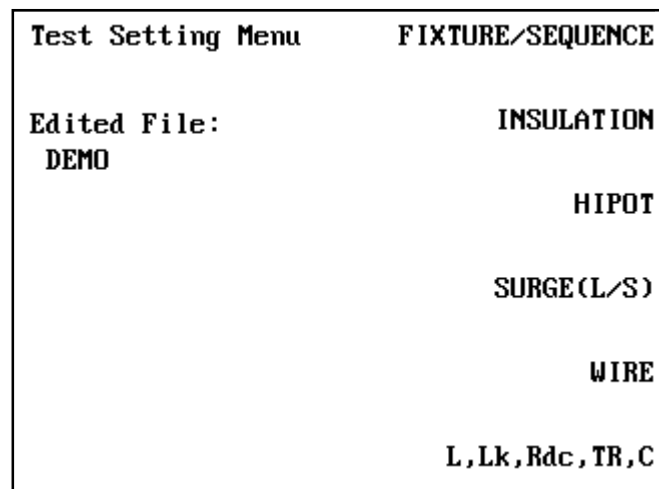 Test Setting Menu
FIXTURE/SEQUENCE
Edited File:
DEMO
INSULATION
HIPOT
SURGE(L/S)
WIRE
L,Lk,Rdc,TR,C